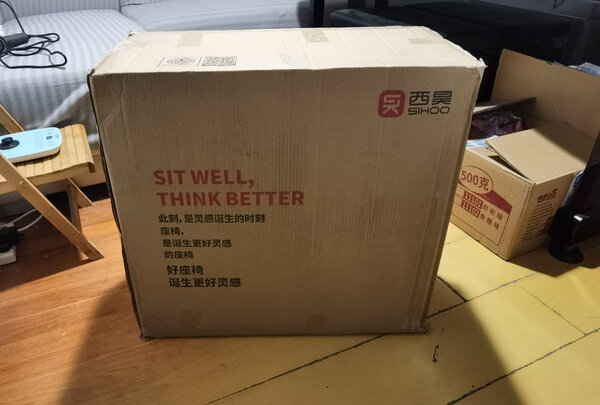 西昊
SIHOO
SIT WELL,
THINK BETTER
此刻,是灵感诞生的时刻
座椅,
是诞生更好灵感
的座椅
好座椅
诞生更好灵感
500克
11101
11102